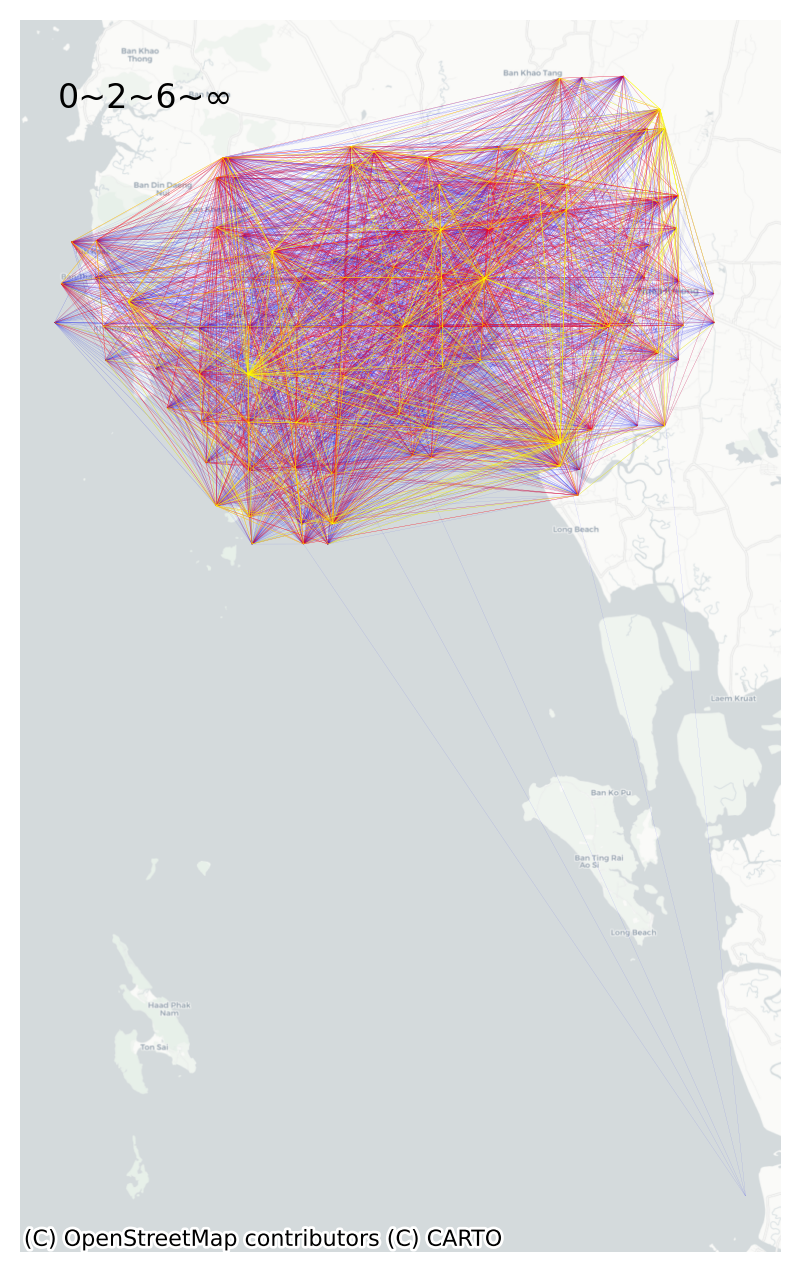 Ban Khao
Thong
Ban Khao Tang
0~2~6~∞
Ban Din Daeng
Nui
Long Beach
Laem Kruat
Ban Ko Pu
Ban Ting Rai
Ao Si
Long Beach
Haad Phak
Nam
Ton Sai
(C) OpenStreetMap contributors (C) CARTO